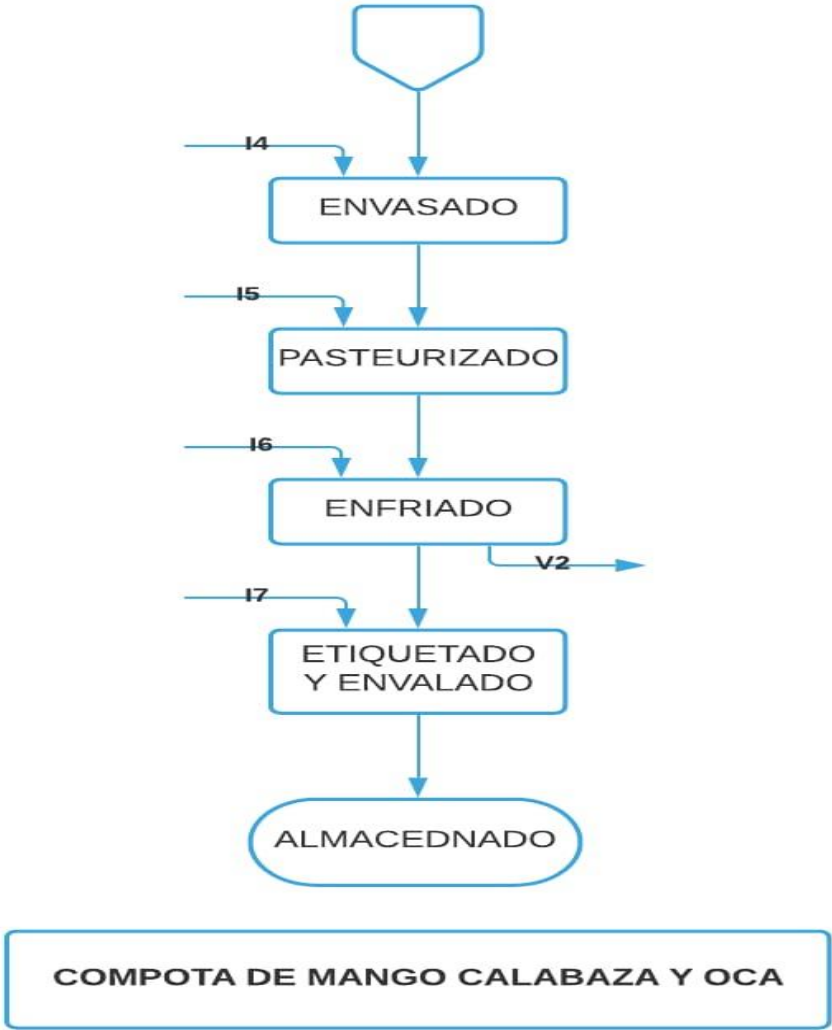 I4
ENVASADO
I5
PASTEURIZADO
I6
ENFRIADO
V2
I7
ETIQUETADO
Y ENVALADO
ALMACEDNADO
COMPOTA DE MANGO CALABAZA Y OCA